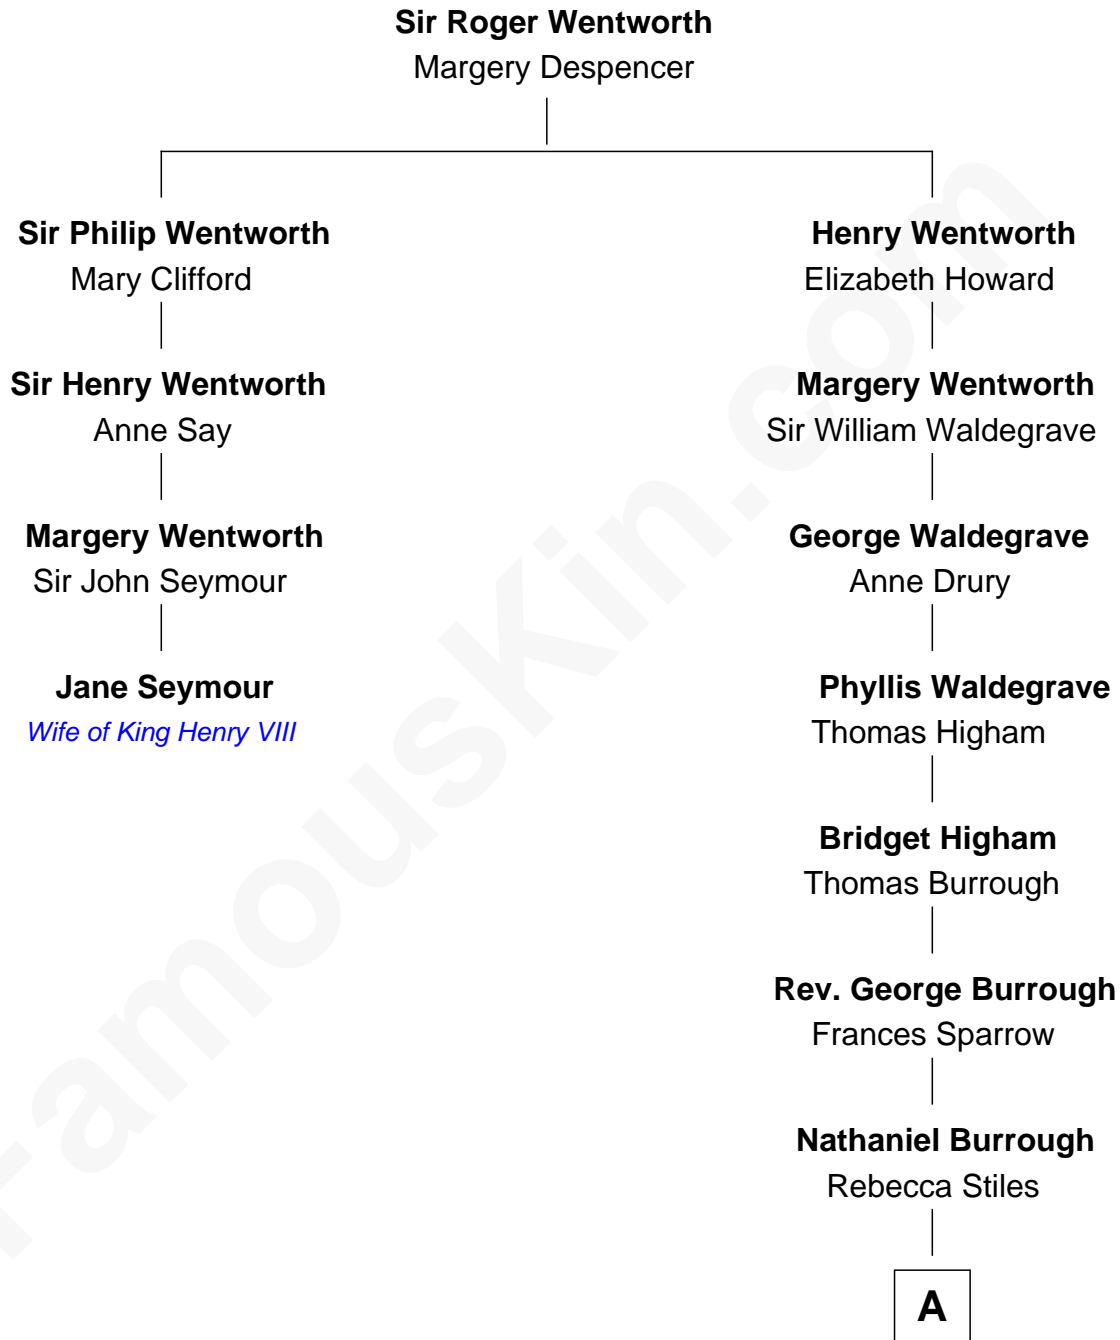 Sir Roger Wentworth
Margery Despencer
Sir Philip Wentworth
Mary Clifford
Sir Henry Wentworth
Anne Say
Margery Wentworth
Sir John Seymour
Jane Seymour
Wife of King Henry VIII
Henry Wentworth
Elizabeth Howard
Margery Wentworth
Sir William Waldegrave
George Waldegrave
Anne Drury
Phyllis Waldegrave
Thomas Higham
Bridget Higham
Thomas Burrough
Rev. George Burrough
Frances Sparrow
Nathaniel Burrough
Rebecca Stiles
A
FamousKin.com